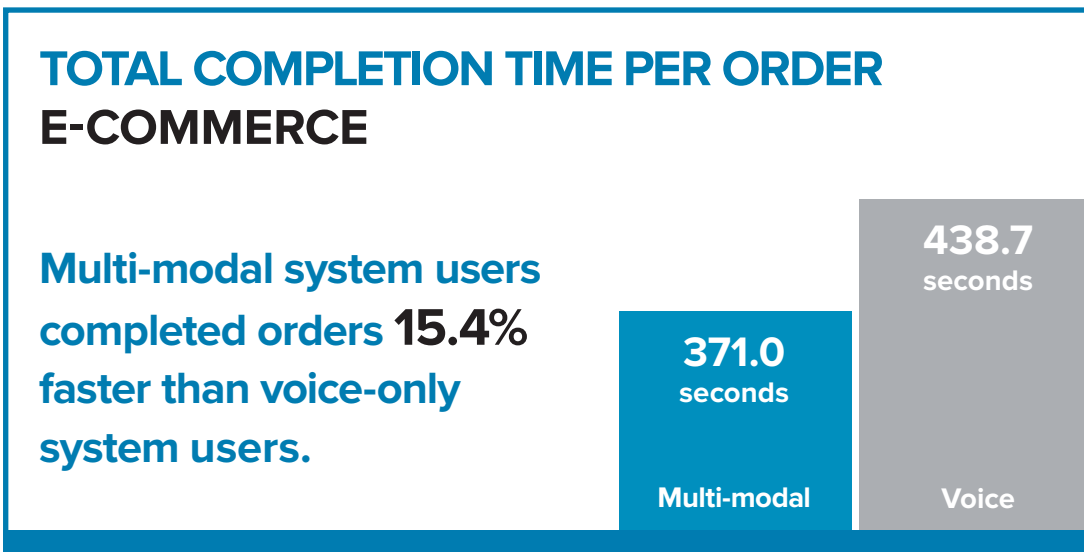 TOTAL COMPLETION TIME PER ORDER
E-COMMERCE
Multi-modal system users
completed orders 15.4%
faster than voice-only
system users.
371.0
seconds
Multi-modal
438.7
seconds
Voice